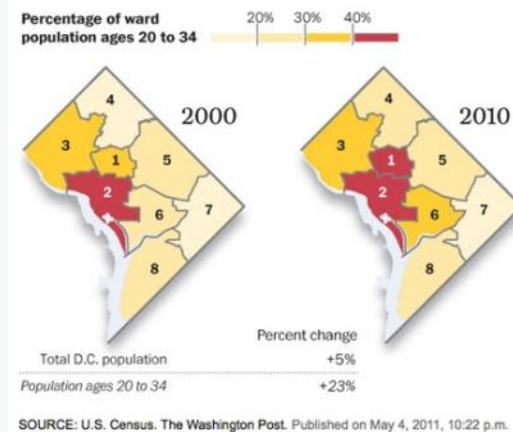 Percentage of ward
population ages 20 to 34
20% 30% 40%
2000
4
3
1
5
2
6
7
8
2010
4
3
1
5
2
6
7
8
Percent change
Total D.C. population +5%
Population ages 20 to 34 +23%
SOURCE: U.S. Census. The Washington Post. Published on May 4, 2011, 10:22 p.m.